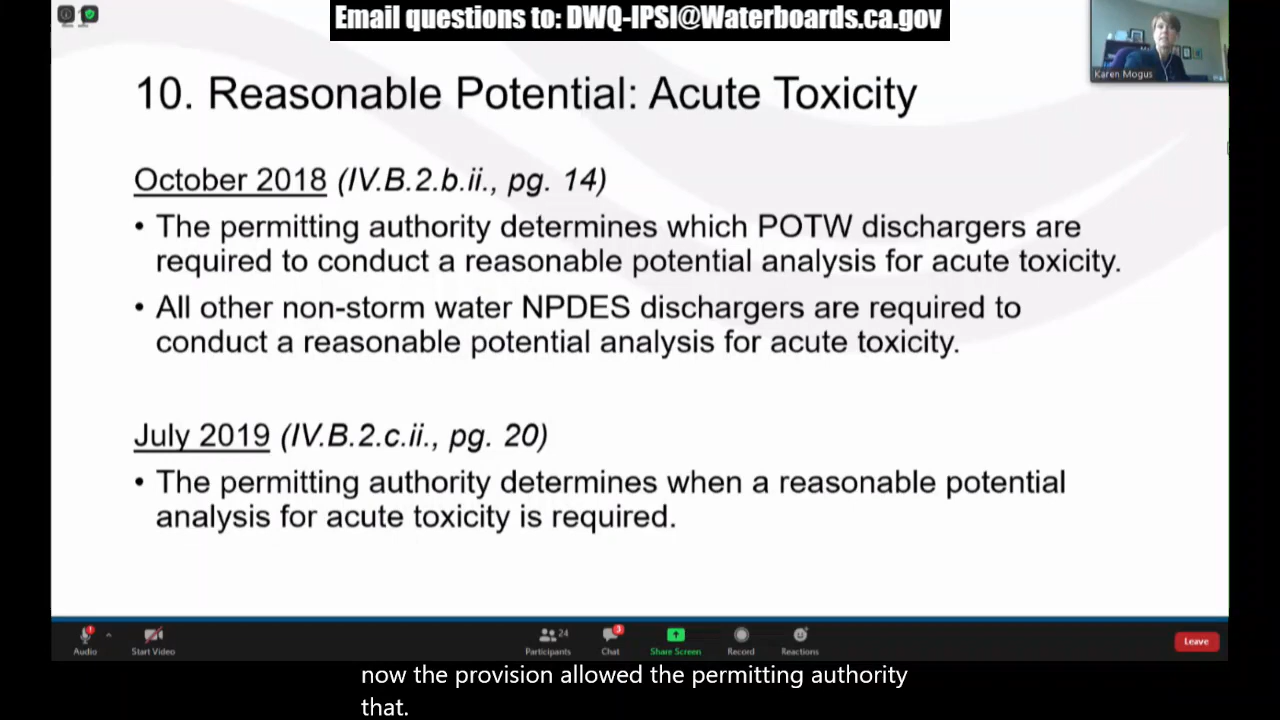 Email questions to: DWQ-IPSI@Waterboards.ca.gov
Karen Mogus
10. Reasonable Potential: Acute Toxicity
October 2018 (IV.B.2.b.ii., pg. 14)
• The permitting authority determines which POTW dischargers are
required to conduct a reasonable potential analysis for acute toxicity.
• All other non-storm water NPDES dischargers are required to
conduct a reasonable potential analysis for acute toxicity.
July 2019 (IV.B.2.c.ii., pg. 20)
• The permitting authority determines when a reasonable potential
analysis for acute toxicity is required.
Audio
Start Video
24
Participants
3
Chat
Share Screen
Record
Reactions
Leave
now the provision allowed the permitting authority
that.